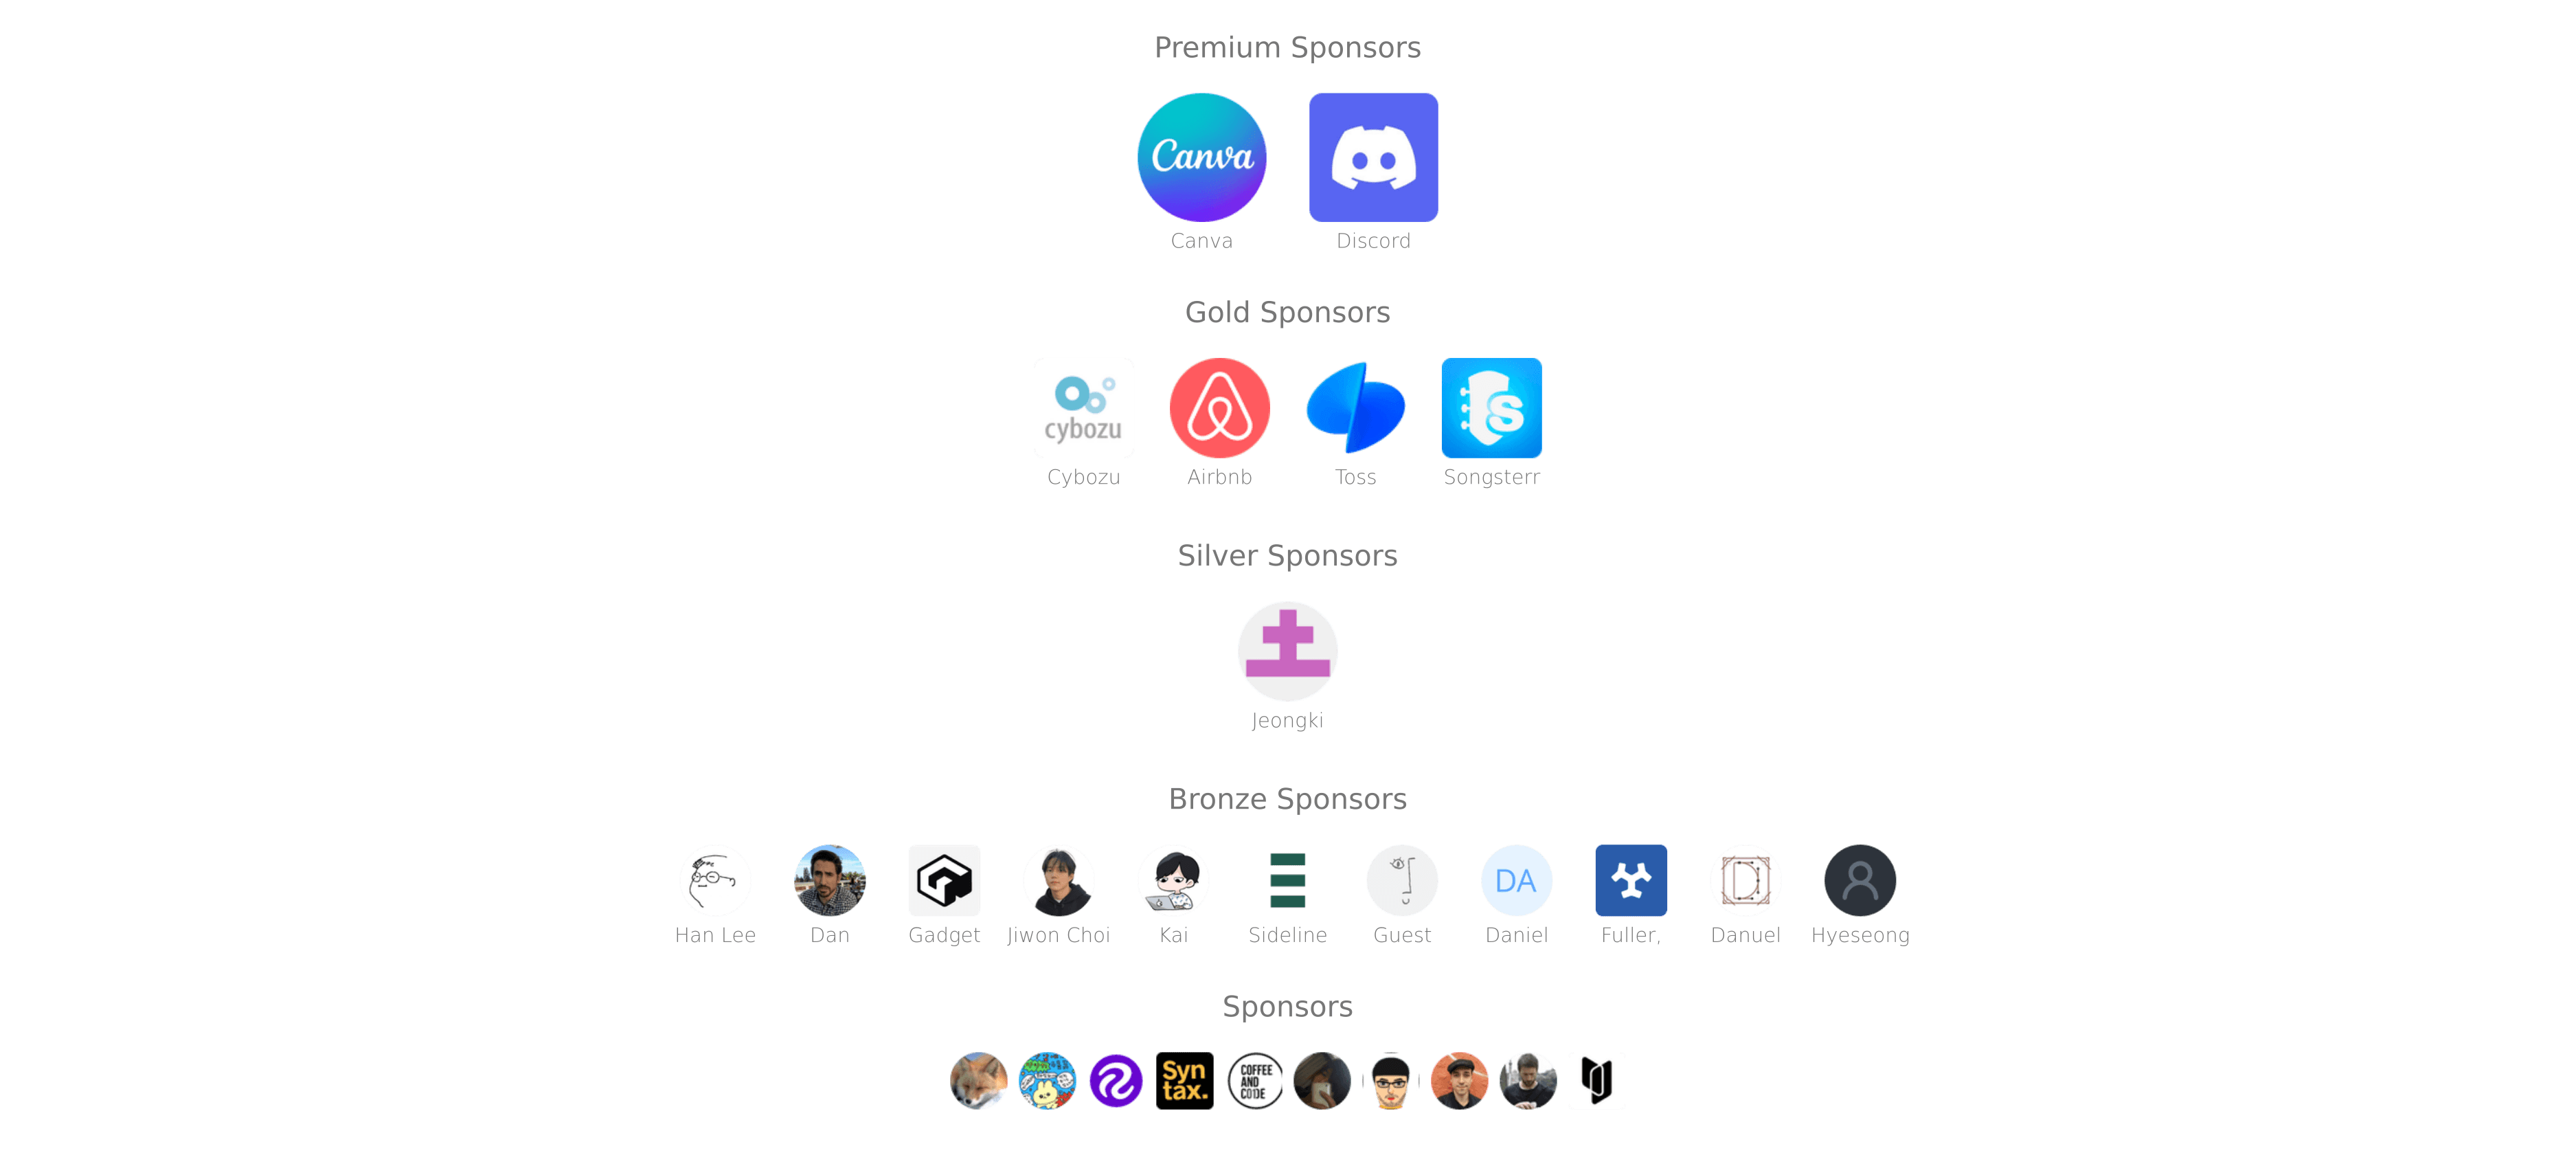 Premium Sponsors
Canva
Canva Discord
Gold Sponsors
cybozu
Cybozu Airbnb Toss Songsterr
Silver Sponsors
Jeongki
Bronze Sponsors
DA
Han Lee Dan Gadget Jiwon Choi Kai Sideline Guest Daniel Fuller, Danuel Hyeseong
Sponsors
Syn
tax.
COFFEE
AND
CODE